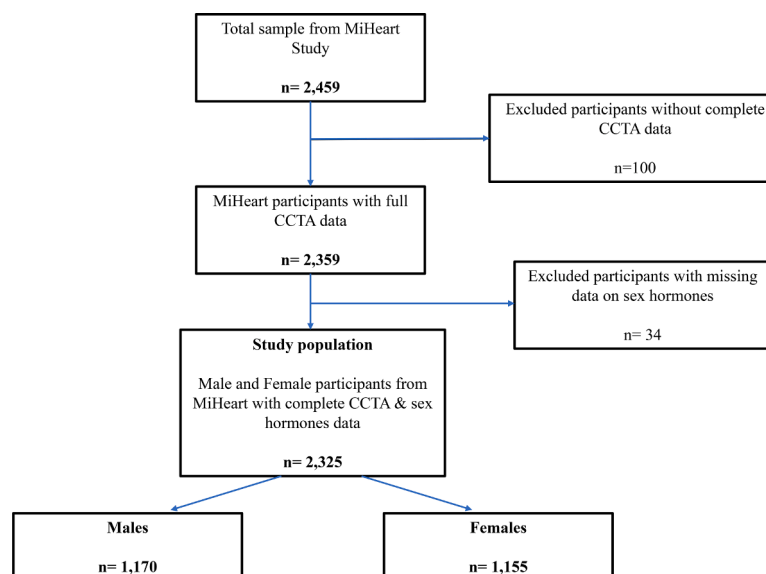 Total sample from MiHeart
Study
n= 2,459
Excluded participants without complete
CCTA data
n=100
MiHeart participants with full
CCTA data
n= 2,359
Excluded participants with missing
data on sex hormones
n= 34
Study population
Male and Female participants from
MiHeart with complete CCTA & sex
hormones data
n= 2,325
Males
n= 1,170
Females
n= 1,155